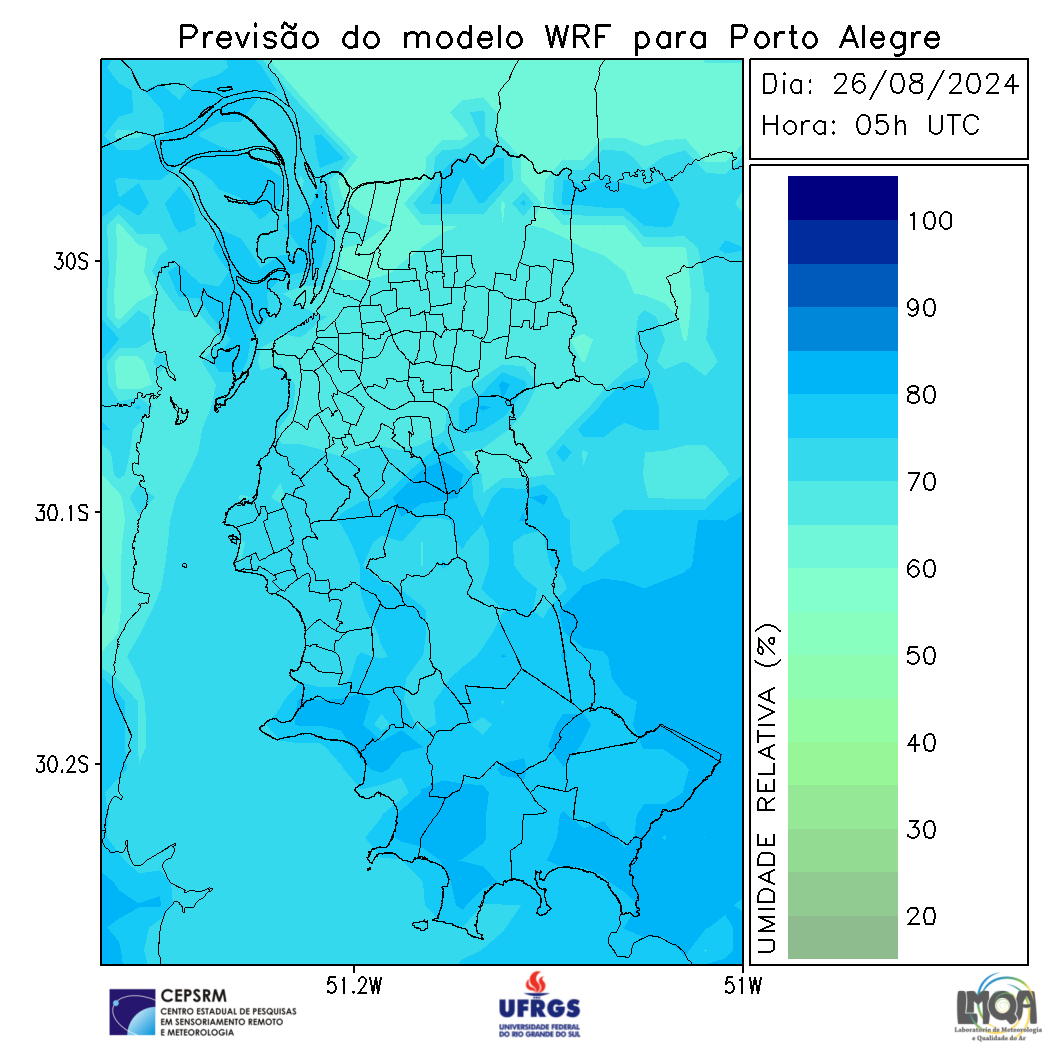 Previsão do modelo WRF para Porto Alegre
Dia: 26/08/2024
Hora: 05h UTC
30S
30.1S
30.2S
51.2W
51W
UMIDADE RELATIVA (%)
100
90
80
70
60
50
40
30
20
CEPSRM
CENTRO ESTADUAL DE PESQUISAS
EM SENSORIAMENTO REMOTO
E METEOROLOGIA
UFRGS
UNIVERSIDADE FEDERAL
DO RIO GRANDE DO SUL
LMQA
Laboratório de Meteorologia
e Qualidade do Ar